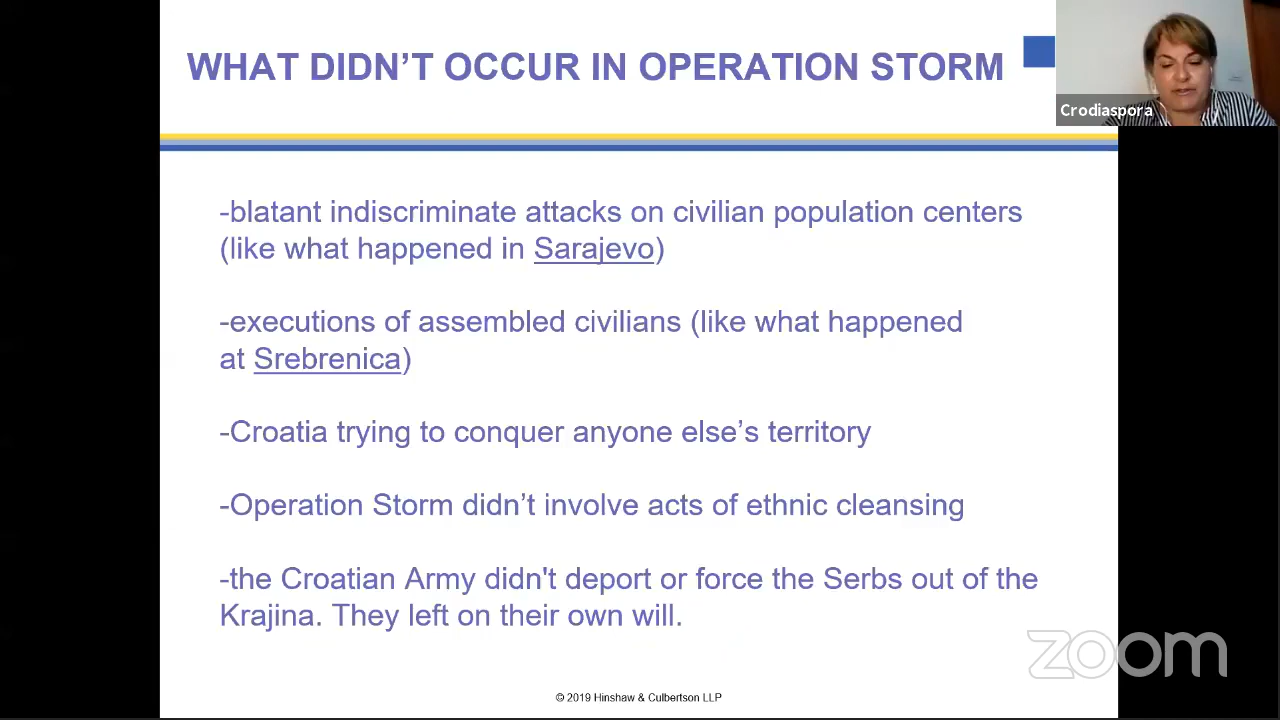 WHAT DIDN'T OCCUR IN OPERATION STORM
Crodiaspora
-blatant indiscriminate attacks on civilian population centers
(like what happened in Sarajevo)
-executions of assembled civilians (like what happened
at Srebrenica)
-Croatia trying to conquer anyone else's territory
-Operation Storm didn't involve acts of ethnic cleansing
-the Croatian Army didn't deport or force the Serbs out of the
Krajina. They left on their own will.
zoom
© 2019 Hinshaw & Culbertson LLP